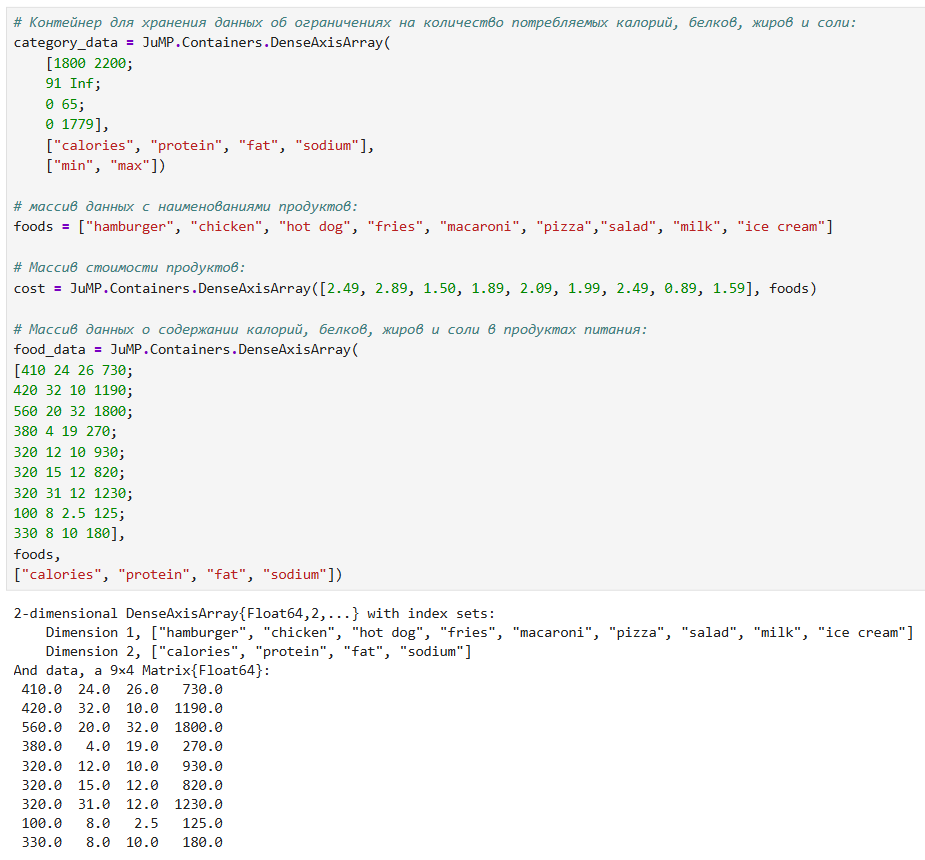 # Контейнер для хранения данных об ограничениях на количество потребляемых калорий, белков, жиров и соли:
category_data = JuMP.Containers.DenseAxisArray(
    [1800 2200;
    91 Inf;
    0 65;
    0 1779],
    ["calories", "protein", "fat", "sodium"],
    ["min", "max"])

# массив данных с наименованиями продуктов:
foods = ["hamburger", "chicken", "hot dog", "fries", "macaroni", "pizza","salad", "milk", "ice cream"]

# Массив стоимости продуктов:
cost = JuMP.Containers.DenseAxisArray([2.49, 2.89, 1.50, 1.89, 2.09, 1.99, 2.49, 0.89, 1.59], foods)

# Массив данных о содержании калорий, белков, жиров и соли в продуктах питания:
food_data = JuMP.Containers.DenseAxisArray(
[410 24 26 730;
420 32 10 1190;
560 20 32 1800;
380 4 19 270;
320 12 10 930;
320 15 12 820;
320 31 12 1230;
100 8 2.5 125;
330 8 10 180],
foods,
["calories", "protein", "fat", "sodium"])

2-dimensional DenseAxisArray{Float64,2,...} with index sets:
    Dimension 1, ["hamburger", "chicken", "hot dog", "fries", "macaroni", "pizza", "salad", "milk", "ice cream"]
    Dimension 2, ["calories", "protein", "fat", "sodium"]
And data, a 9×4 Matrix{Float64}:
 410.0  24.0  26.0   730.0
 420.0  32.0  10.0  1190.0
 560.0  20.0  32.0  1800.0
 380.0   4.0  19.0   270.0
 320.0  12.0  10.0   930.0
 320.0  15.0  12.0   820.0
 320.0  31.0  12.0  1230.0
 100.0   8.0   2.5   125.0
 330.0   8.0  10.0   180.0